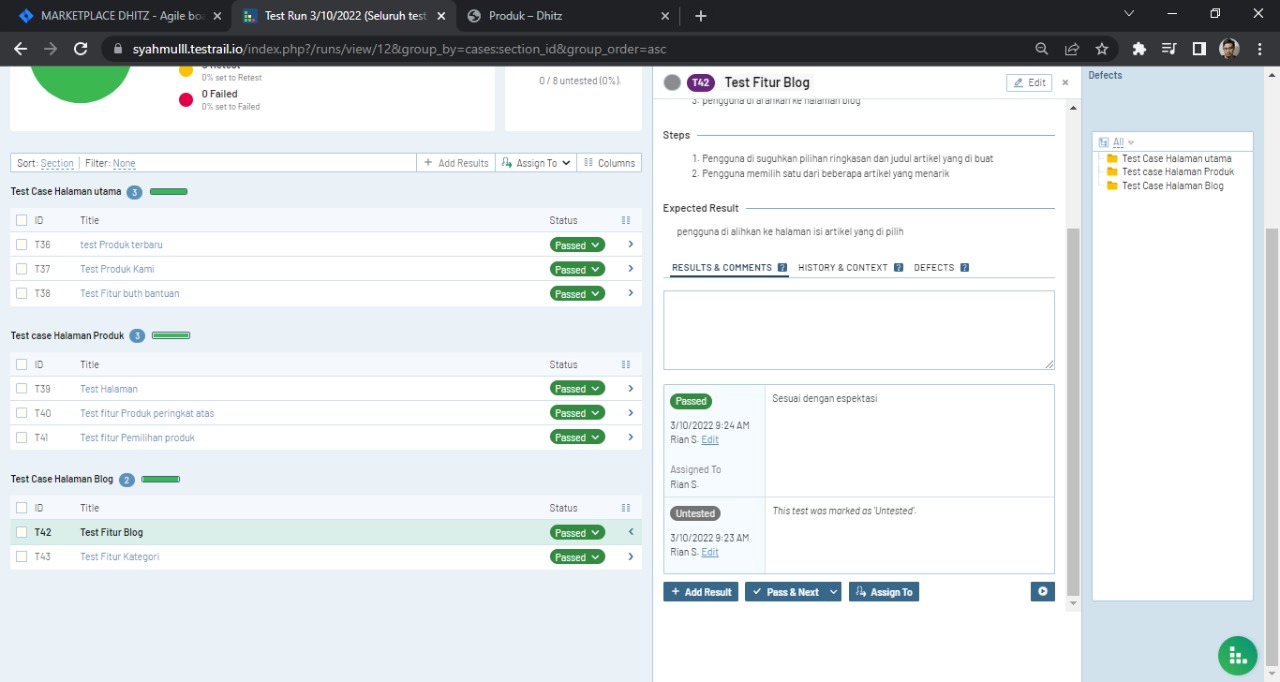 MARKETPLACE DHITZ - Agile boa
Test Run 3/10/2022 (Seluruh test
Produk – Dhitz
syahmulll.testrail.io/index.php?/runs/view/12&group_by=cases:section_id&group_order=asc
0% set to Retest
0 Failed
0% set to Failed
0 / 8 untested (0%).
Sort: Section Filter: None
Add Results
Assign To
Columns
Test Case Halaman utama 3
ID Title Status
T36 test Produk terbaru Passed
T37 Test Produk Kami Passed
T38 Test Fitur buth bantuan Passed
Test case Halaman Produk 3
ID Title Status
T39 Test Halaman Passed
T40 Test fitur Produk peringkat atas Passed
T41 Test fitur Pemilihan produk Passed
Test Case Halaman Blog 2
ID Title Status
T42 Test Fitur Blog Passed
T43 Test Fitur Kategori Passed
T42 Test Fitur Blog
Edit
3. pengguna di arahkan ke halaman blog
Steps
1. Pengguna di suguhkan pilihan ringkasan dan judul artikel yang di buat
2. Pengguna memilih satu dari beberapa artikel yang menarik
Expected Result
pengguna di alihkan ke halaman isi artikel yang di pilih
RESULTS & COMMENTS ? HISTORY & CONTEXT ? DEFECTS ?
Passed
Sesuai dengan espektasi
3/10/2022 9:24 AM
Rian S. Edit
Assigned To
Rian S.
Untested
This test was marked as 'Untested'.
3/10/2022 9:23 AM
Rian S. Edit
Add Result
Pass & Next
Assign To
Defects
All
Test Case Halaman utama
Test case Halaman Produk
Test Case Halaman Blog